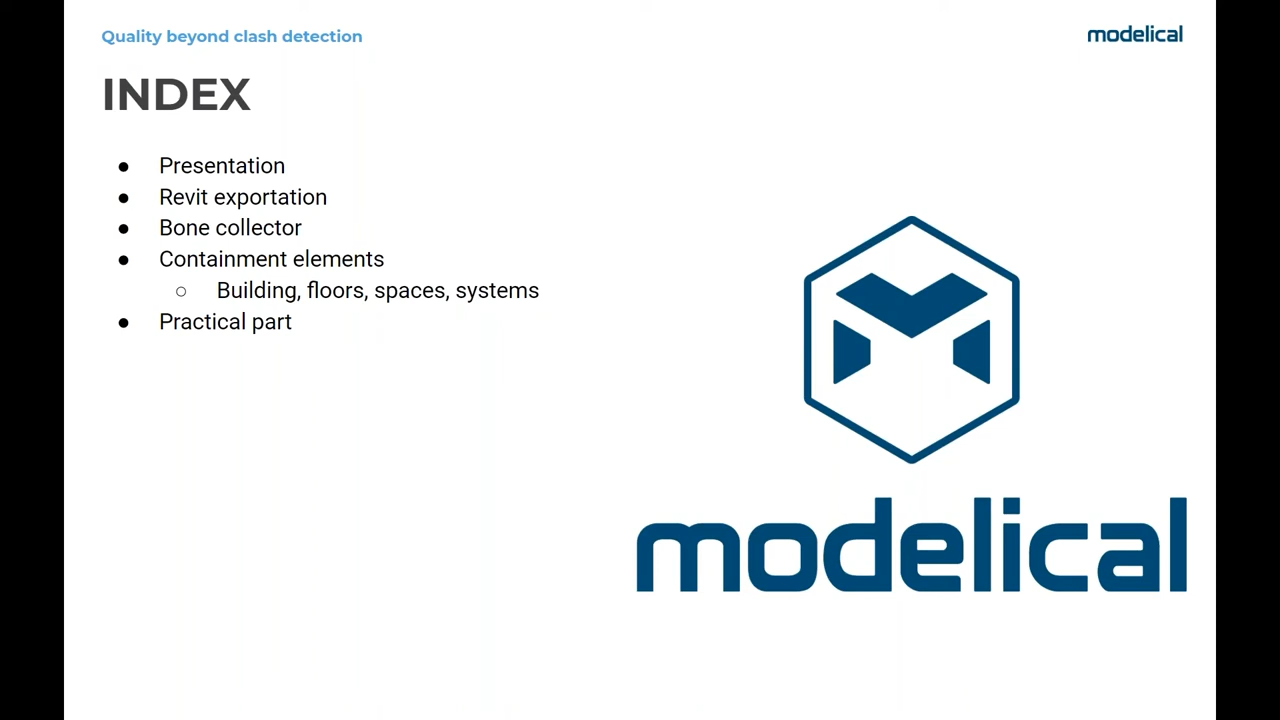 Quality beyond clash detection
modelical
INDEX
● Presentation
● Revit exportation
● Bone collector
● Containment elements
○ Building, floors, spaces, systems
● Practical part
modelical